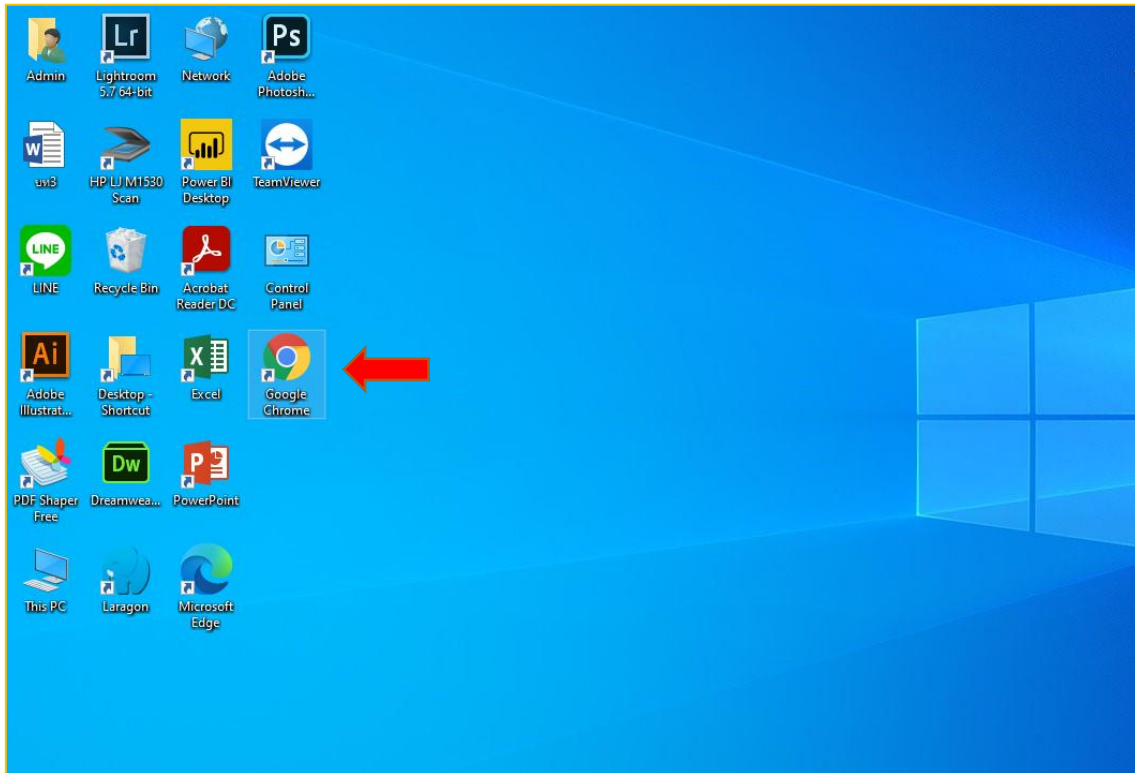 Lr
Ps
Admin
Lightroom
5.7 64-bit
Network
Adobe
Photosh...
W
บท3
HP LJ M1530
Scan
Power BI
Desktop
TeamViewer
LINE
LINE
Recycle Bin
Acrobat
Reader DC
Control
Panel
Ai
X
Adobe
Illustrat...
Desktop -
Shortcut
Excel
Google
Chrome
Dw
P
PDF Shaper
Free
Dreamwea...
PowerPoint
This PC
Laragon
Microsoft
Edge